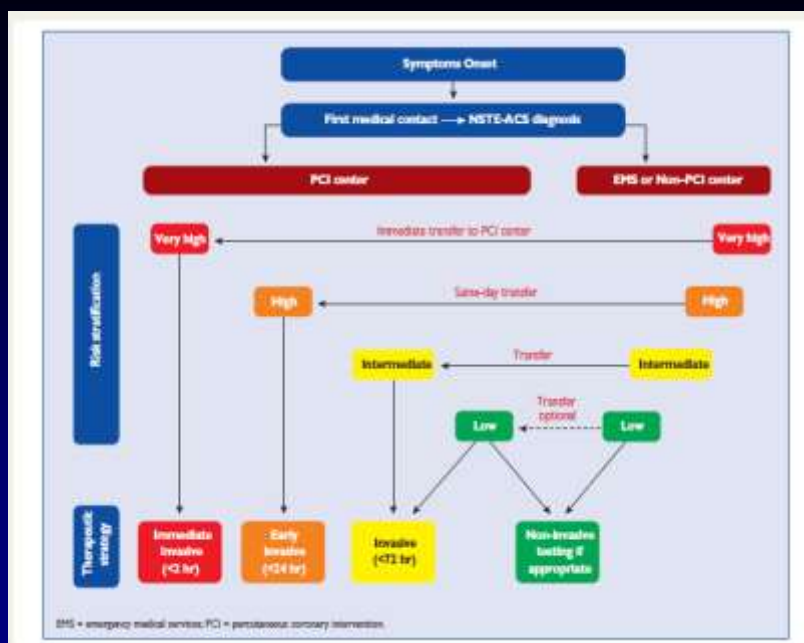 Symptoms Onset
First medical contact → NSTE-ACS diagnosis
PCI center
EMS or Non-PCI center
Very high
Immediate transfer to PCI center
Very high
High
Same-day transfer
High
Risk stratification
Intermediate
Transfer
Intermediate
Low
Transfer
optional
Low
Therapeutic
strategy
Immediate
Invasive
(<2 hr)
Early
Invasive
(<24 hr)
Invasive
(<72 hr)
Non-invasive
testing if
appropriate
EMS = emergency medical services; PCI = percutaneous coronary intervention.